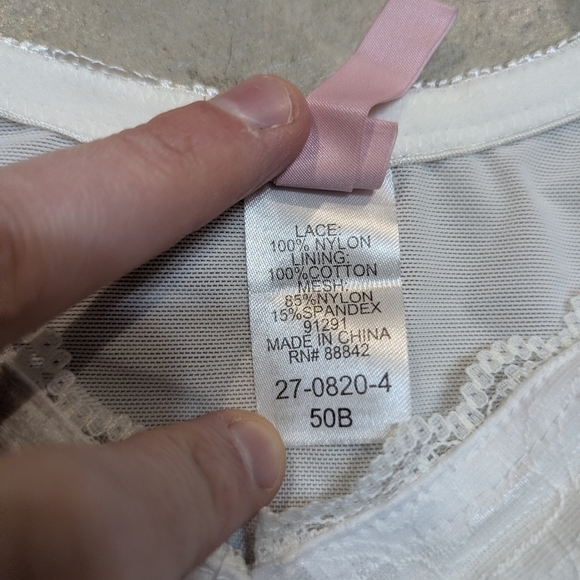 LACE:
100% NYLON
LINING:
100%COTTON
MESH:
85%NYLON
15%SPANDEX
91291
MADE IN CHINA
RN# 88842
27-0820-4
50B